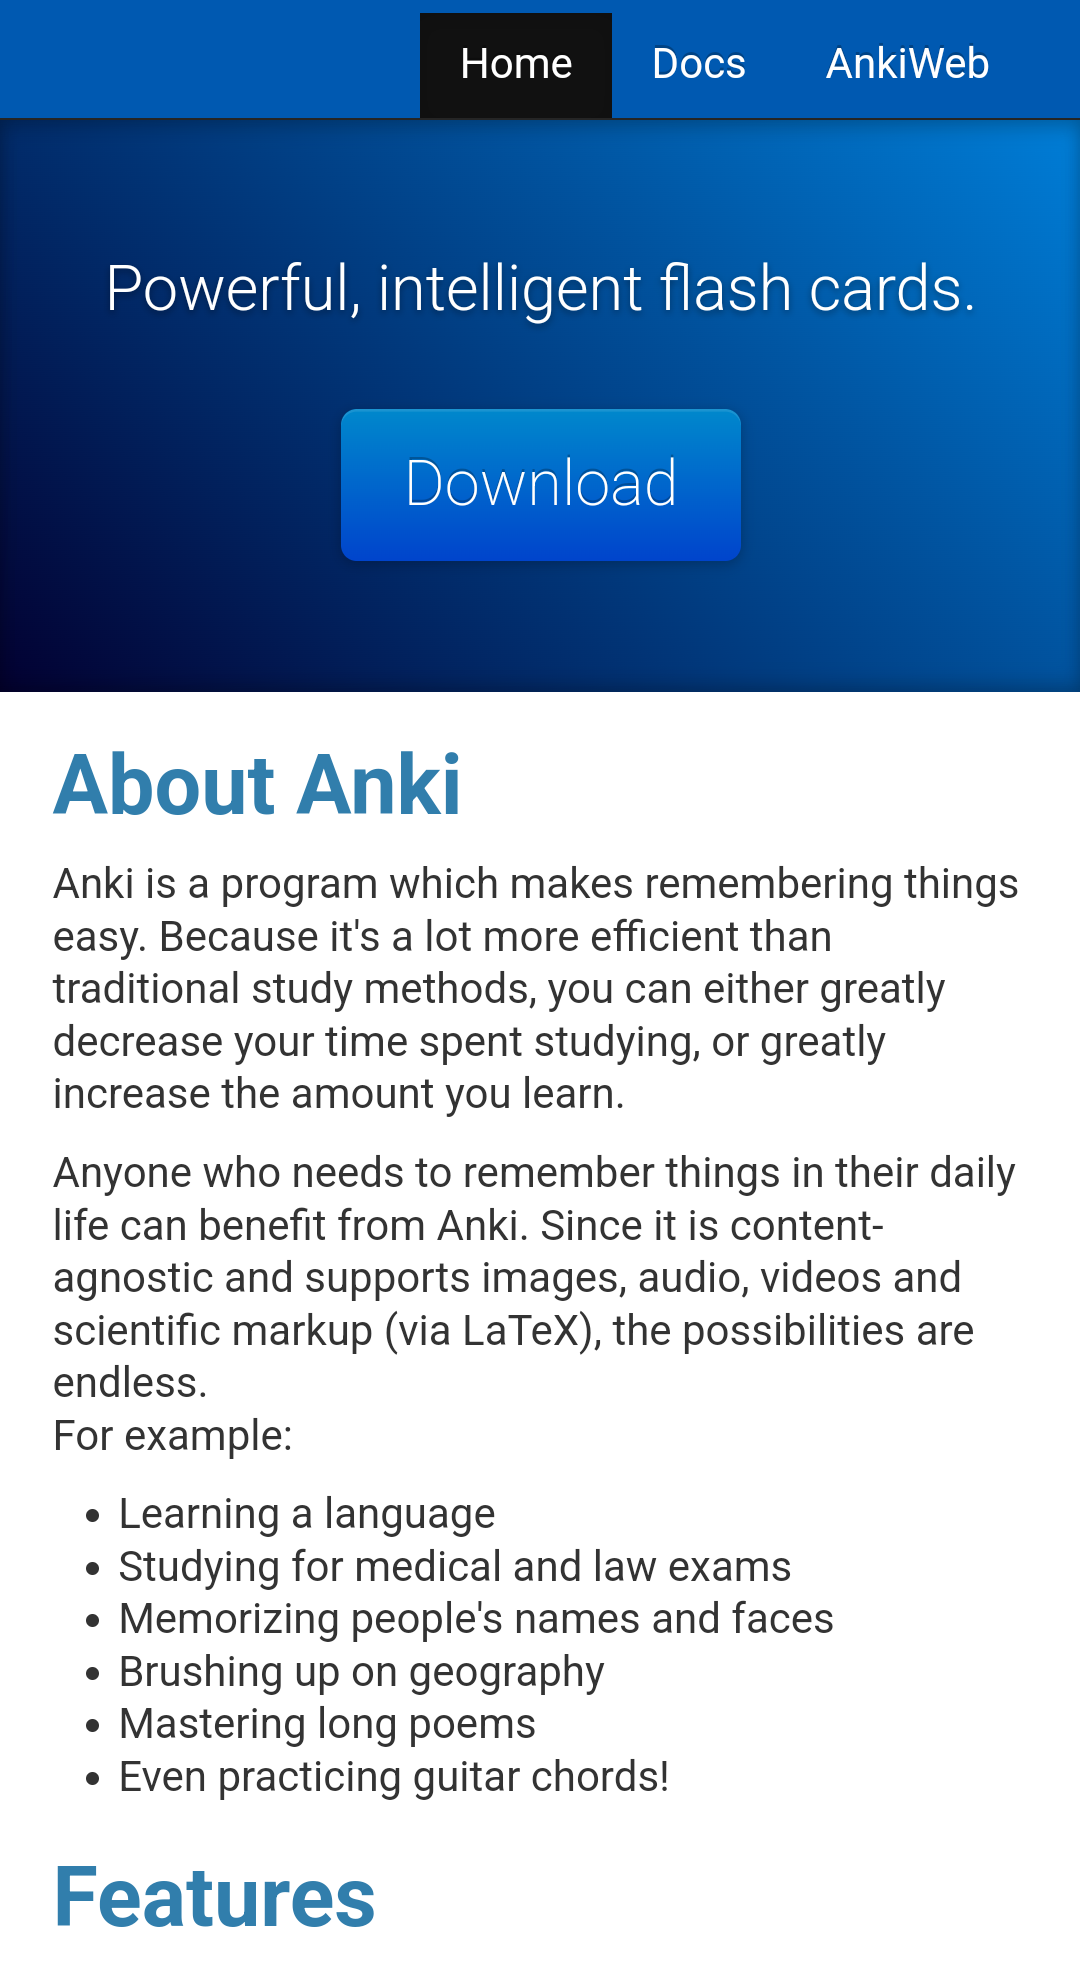 Home Docs AnkiWeb
Powerful, intelligent flash cards.
Download
About Anki
Anki is a program which makes remembering things
easy. Because it's a lot more efficient than
traditional study methods, you can either greatly
decrease your time spent studying, or greatly
increase the amount you learn.
Anyone who needs to remember things in their daily
life can benefit from Anki. Since it is content-
agnostic and supports images, audio, videos and
scientific markup (via LaTeX), the possibilities are
endless.
For example:
• Learning a language
• Studying for medical and law exams
• Memorizing people's names and faces
• Brushing up on geography
• Mastering long poems
• Even practicing guitar chords!
Features